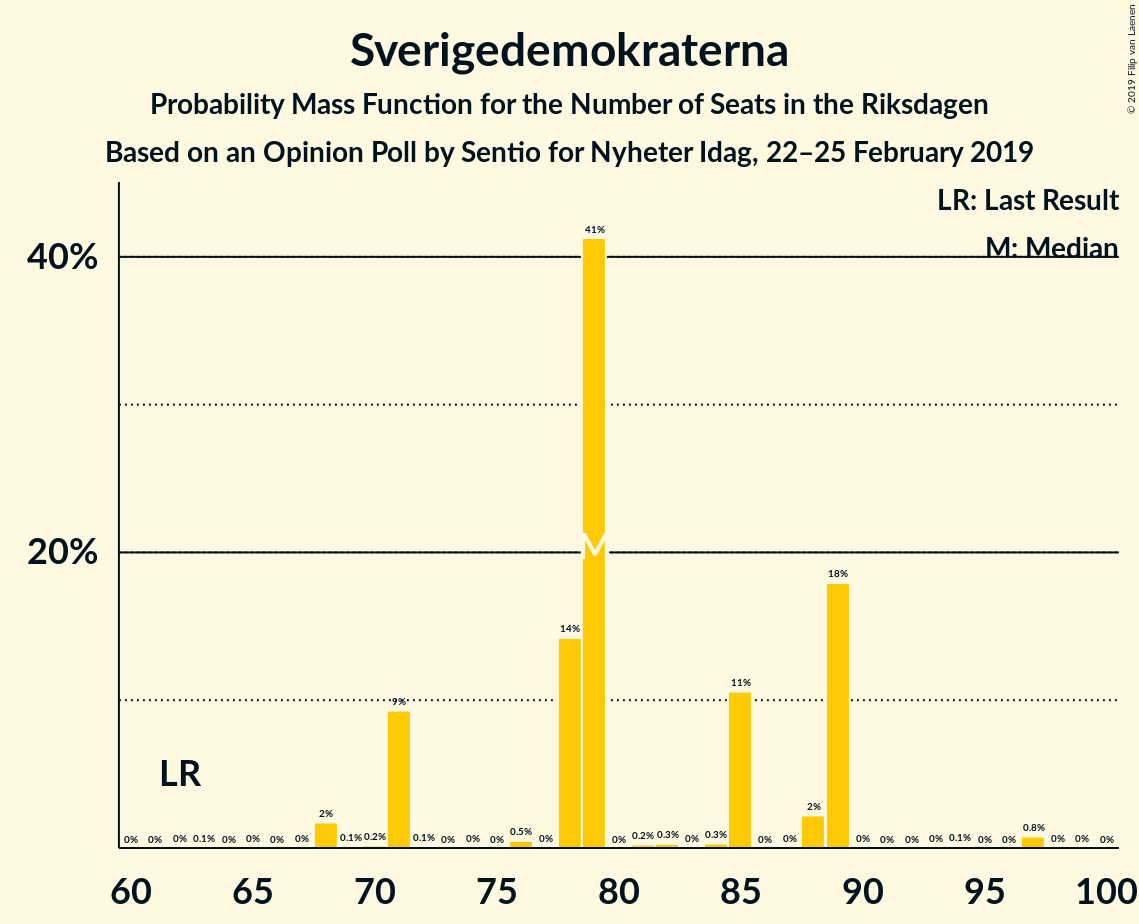 Sverigedemokraterna
Probability Mass Function for the Number of Seats in the Riksdagen
Based on an Opinion Poll by Sentio for Nyheter Idag, 22–25 February 2019
© 2019 Filip van Laenen
LR: Last Result
M: Median
40%
20%
41%
M
18%
14%
11%
9%
LR
0% 0% 0% 0.1% 0% 0% 0% 0% 2% 0.1% 0.2% 0.1% 0% 0% 0% 0.5% 0% 0% 0.2% 0.3% 0% 0.3% 0% 0% 2% 0% 0% 0% 0% 0.1% 0% 0% 0.8% 0% 0% 0%
60 65 70 75 80 85 90 95 100